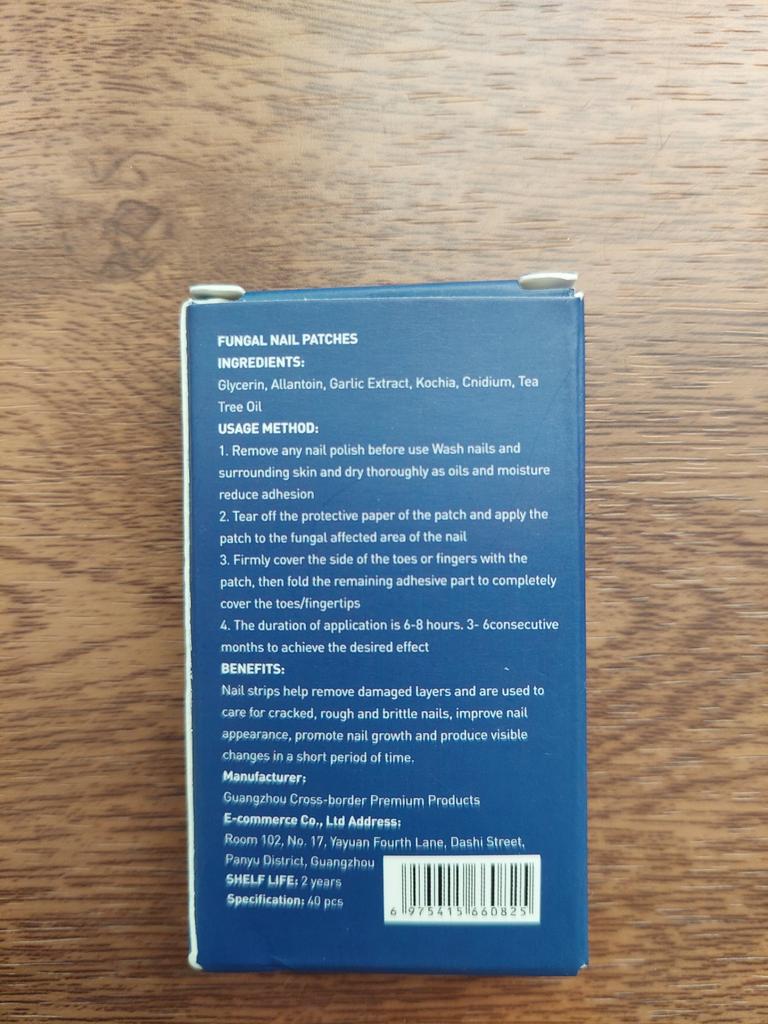 FUNGAL NAIL PATCHES
INGREDIENTS:
Glycerin, Allantoin, Garlic Extract, Kochia, Cnidium, Tea
Tree Oil
USAGE METHOD:
1. Remove any nail polish before use Wash nails and
surrounding skin and dry thoroughly as oils and moisture
reduce adhesion
2. Tear off the protective paper of the patch and apply the
patch to the fungal affected area of the nail
3. Firmly cover the side of the toes or fingers with the
patch, then fold the remaining adhesive part to completely
cover the toes/fingertips
4. The duration of application is 6-8 hours. 3- 6consecutive
months to achieve the desired effect
BENEFITS:
Nail strips help remove damaged layers and are used to
care for cracked, rough and brittle nails, improve nail
appearance, promote nail growth and produce visible
changes in a short period of time.
Manufacturer:
Guangzhou Cross-border Premium Products
E-commerce Co., Ltd Address:
Room 102, No. 17, Yayuan Fourth Lane, Dashi Street,
Panyu District, Guangzhou
SHELF LIFE: 2 years
Specification: 40 pcs
6 975415 660825